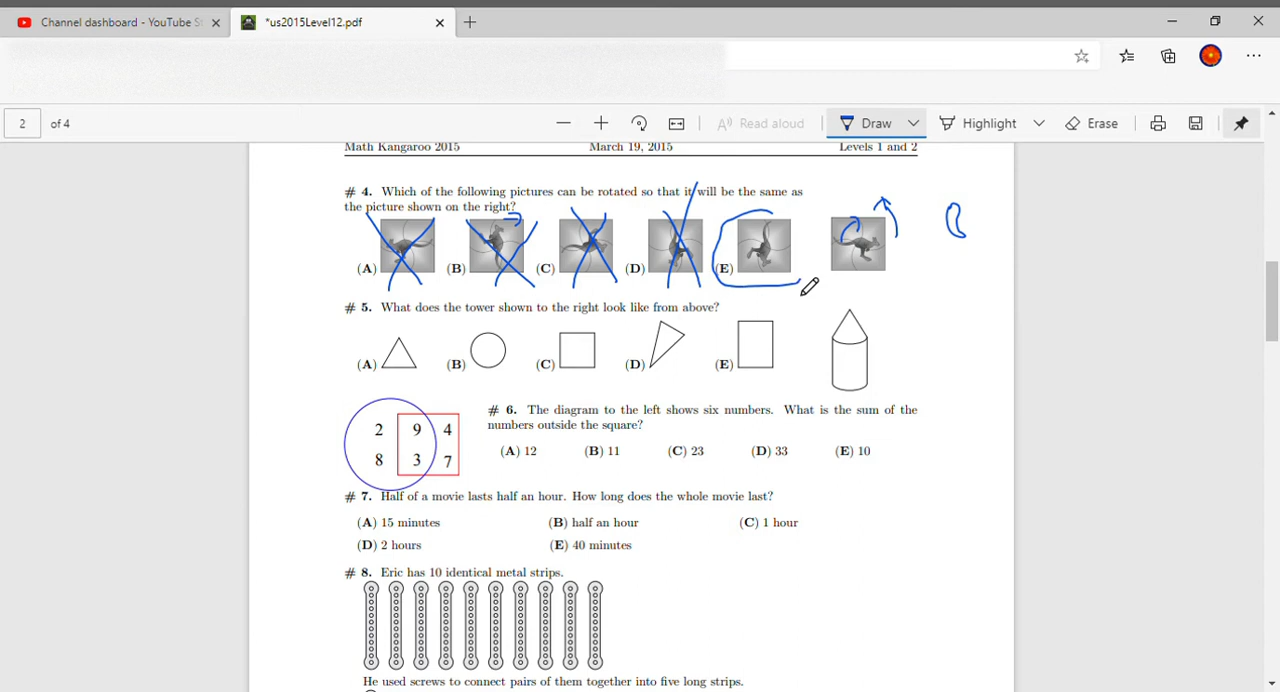 Channel dashboard - YouTube S
*us2015Level12.pdf
2 of 4
Read aloud
Draw
Highlight
Erase
Math Kangaroo 2015 March 19, 2015 Levels 1 and 2
# 4. Which of the following pictures can be rotated so that it will be the same as
the picture shown on the right?
(A) (B) (C) (D) (E)
# 5. What does the tower shown to the right look like from above?
(A) (B) (C) (D) (E)
2 9 4
8 3 7
# 6. The diagram to the left shows six numbers. What is the sum of the
numbers outside the square?
(A) 12 (B) 11 (C) 23 (D) 33 (E) 10
# 7. Half of a movie lasts half an hour. How long does the whole movie last?
(A) 15 minutes (B) half an hour (C) 1 hour
(D) 2 hours (E) 40 minutes
# 8. Eric has 10 identical metal strips.
He used screws to connect pairs of them together into five long strips.